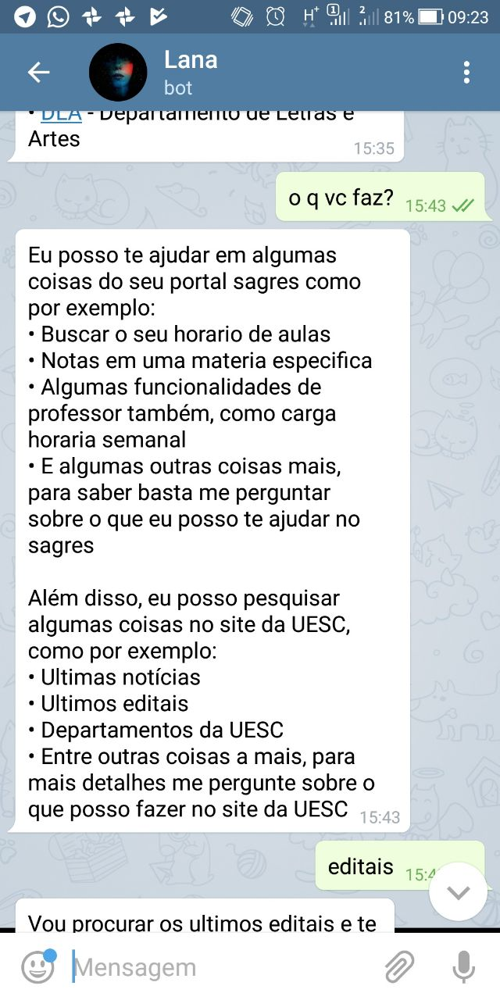 H+ 1 2 81% 09:23
Lana
bot
• DLA - Departamento de Letras e
Artes
15:35
o q vc faz? 15:43
Eu posso te ajudar em algumas
coisas do seu portal sagres como
por exemplo:
• Buscar o seu horario de aulas
• Notas em uma materia especifica
• Algumas funcionalidades de
professor também, como carga
horaria semanal
• E algumas outras coisas mais,
para saber basta me perguntar
sobre o que eu posso te ajudar no
sagres
Além disso, eu posso pesquisar
algumas coisas no site da UESC,
como por exemplo:
• Ultimas notícias
• Ultimos editais
• Departamentos da UESC
• Entre outras coisas a mais, para
mais detalhes me pergunte sobre o
que posso fazer no site da UESC 15:43
editais
Vou procurar os ultimos editais e te
Mensagem